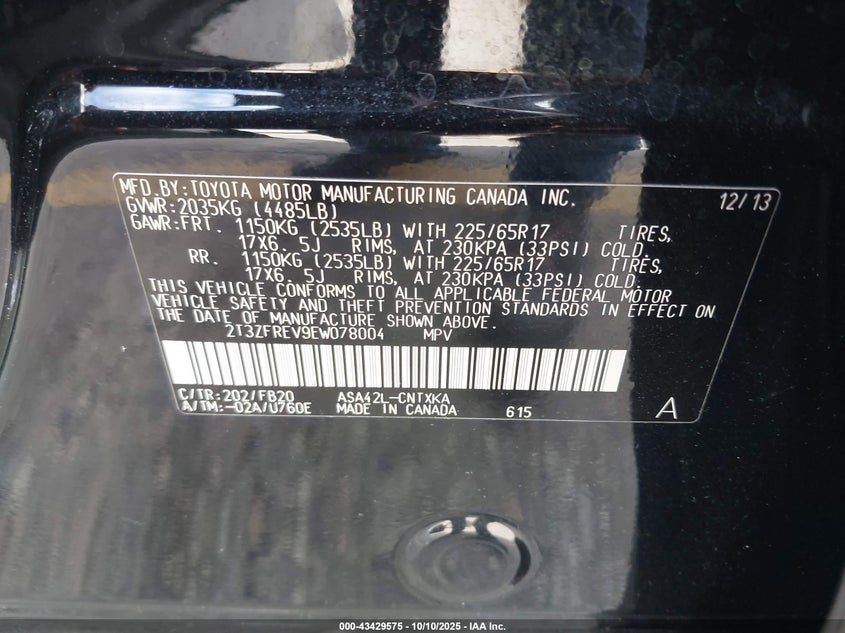 MFD.BY:TOYOTA MOTOR MANUFACTURING CANADA INC. 12/13
GVWR:2035KG (4485LB)
GAWR:FRT. 1150KG (2535LB) WITH 225/65R17 TIRES,
17X6. 5J RIMS, AT 230KPA (33PSI) COLD.
RR. 1150KG (2535LB) WITH 225/65R17 TIRES,
17X6. 5J RIMS, AT 230KPA (33PSI) COLD.
THIS VEHICLE CONFORMS TO ALL APPLICABLE FEDERAL MOTOR
VEHICLE SAFETY AND THEFT PREVENTION STANDARDS IN EFFECT ON
THE DATE OF MANUFACTURE SHOWN ABOVE.
2T3ZFREV9EW078004 MPV
C/TR:202/FB20 ASA42L-CNTXKA
A/TM:-02A/U760E MADE IN CANADA 615 A
000-43429575 - 10/10/2025 - IAA Inc.